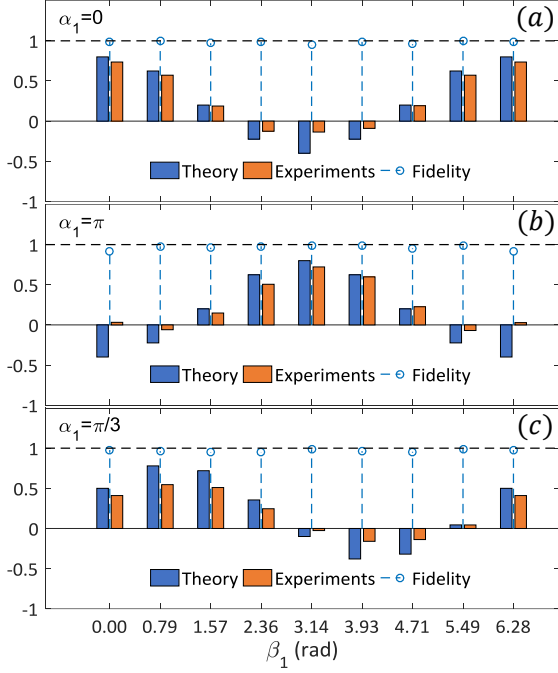 α₁=0
(a)
1
0.5
0
-0.5
-1
Theory Experiments Fidelity
α₁=π
(b)
1
0.5
0
-0.5
-1
Theory Experiments Fidelity
α₁=π/3
(c)
1
0.5
0
-0.5
-1
Theory Experiments Fidelity
0.00 0.79 1.57 2.36 3.14 3.93 4.71 5.49 6.28
β₁ (rad)